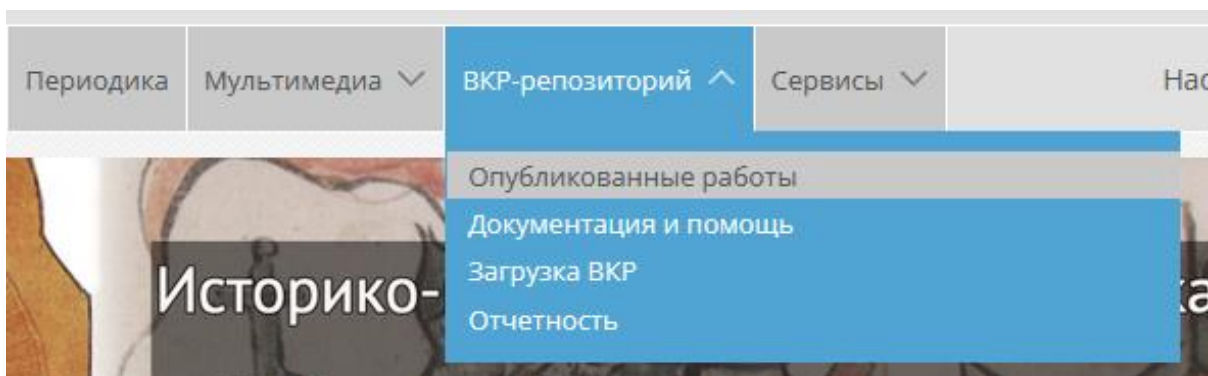 Периодика Мультимедиа ВКР-репозиторий Сервисы
Опубликованные работы
Документация и помощь
Загрузка ВКР
Историко-
Отчетность